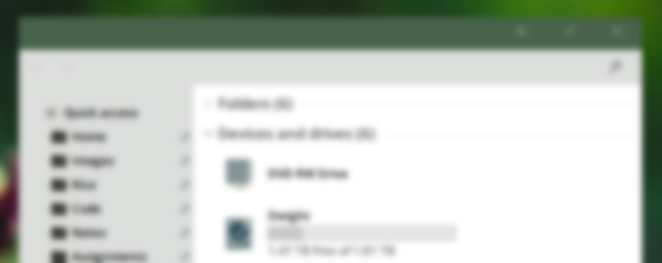 Quick access
Home
Images
Rice
Code
Notes
Assignments
Folders (6)
Devices and drives (6)
DVD RW Drive
Dwight
1.47 TB free of 1.81 TB